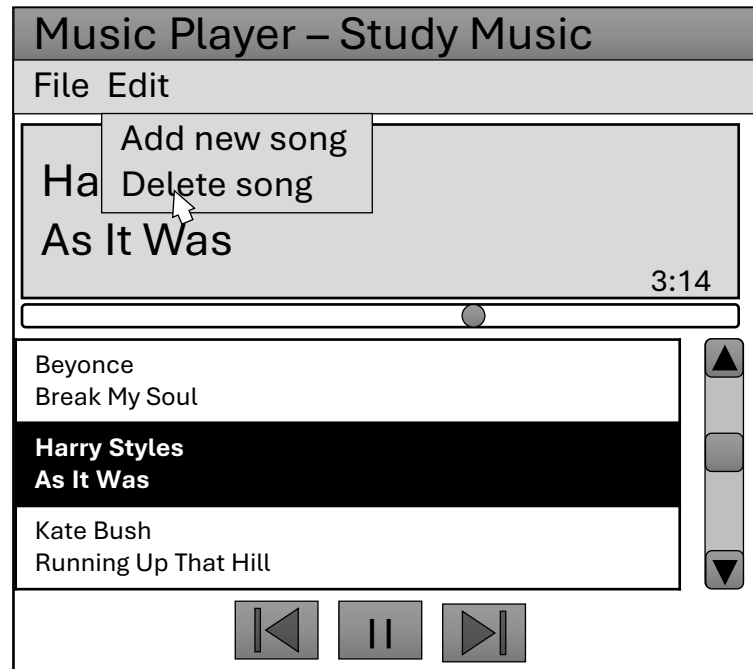 Music Player – Study Music
File Edit
Add new song
Ha Delete song
As It Was
3:14
Beyonce
Break My Soul
Harry Styles
As It Was
Kate Bush
Running Up That Hill